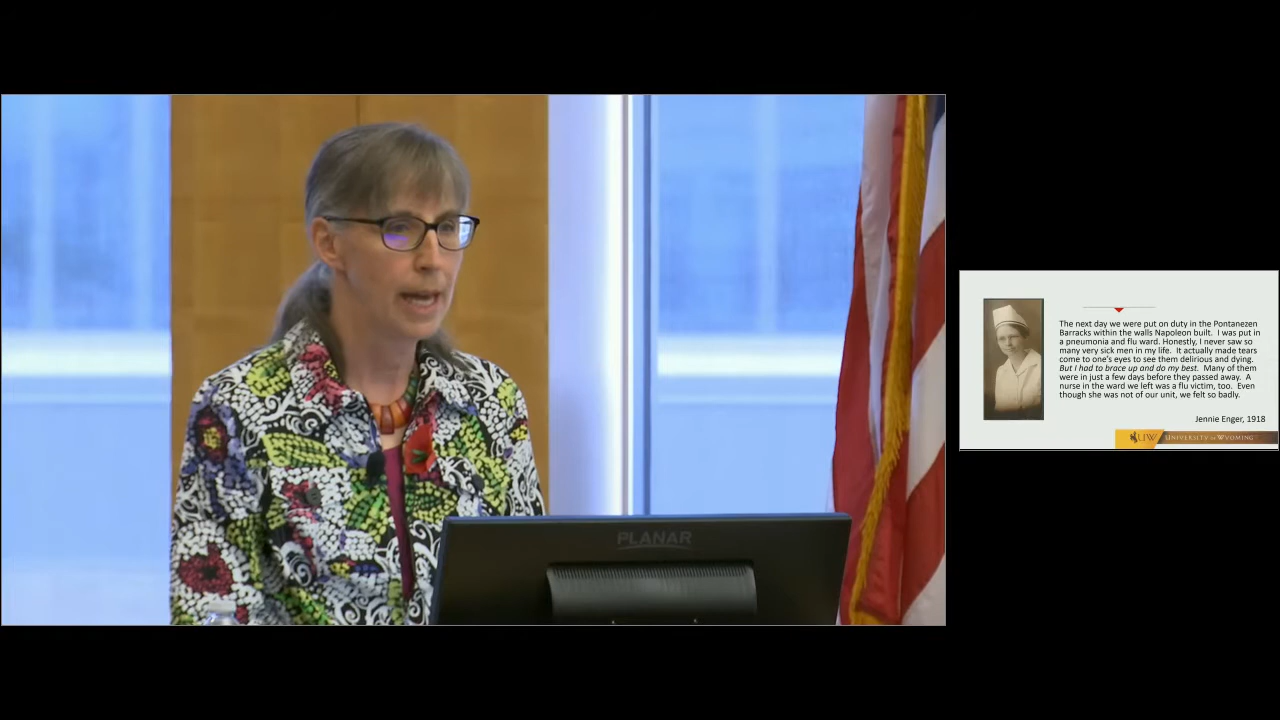 PLANAR
The next day we were put on duty in the Pontanezen
Barracks within the walls Napoleon built. I was put in
a pneumonia and flu ward. Honestly, I never saw so
many very sick men in my life. It actually made tears
come to one's eyes to see them delirious and dying.
But I had to brace up and do my best. Many of them
were in just a few days before they passed away. A
nurse in the ward we left was a flu victim, too. Even
though she was not of our unit, we felt so badly.
Jennie Enger, 1918
UW UNIVERSITY OF WYOMING